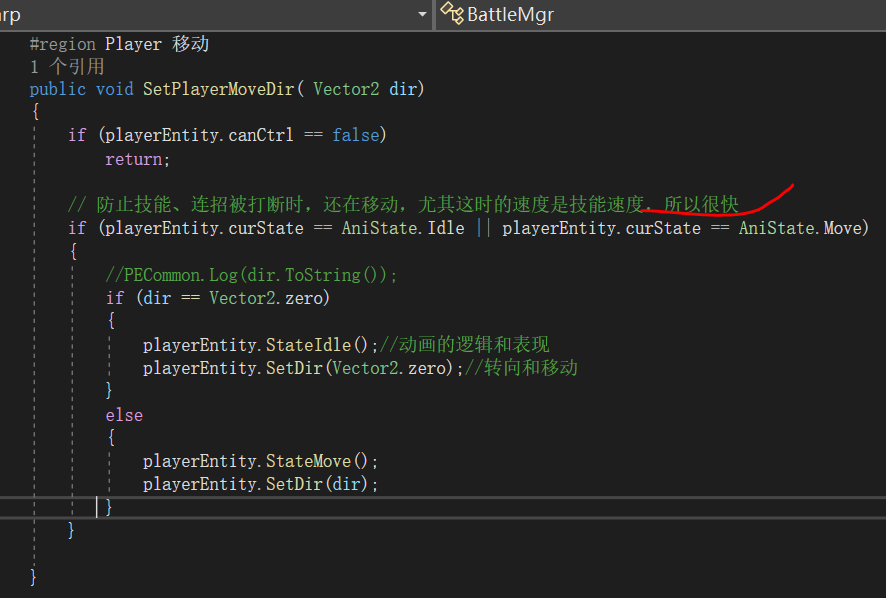 arp BattleMgr
#region Player 移动
1 个引用
public void SetPlayerMoveDir( Vector2 dir)
{
if (playerEntity.canCtrl == false)
return;
// 防止技能、连招被打断时，还在移动，尤其这时的速度是技能速度，所以很快
if (playerEntity.curState == AniState.Idle || playerEntity.curState == AniState.Move)
{
//PECommon.Log(dir.ToString());
if (dir == Vector2.zero)
{
playerEntity.StateIdle();//动画的逻辑和表现
playerEntity.SetDir(Vector2.zero);//转向和移动
}
else
{
playerEntity.StateMove();
playerEntity.SetDir(dir);
}
}
}